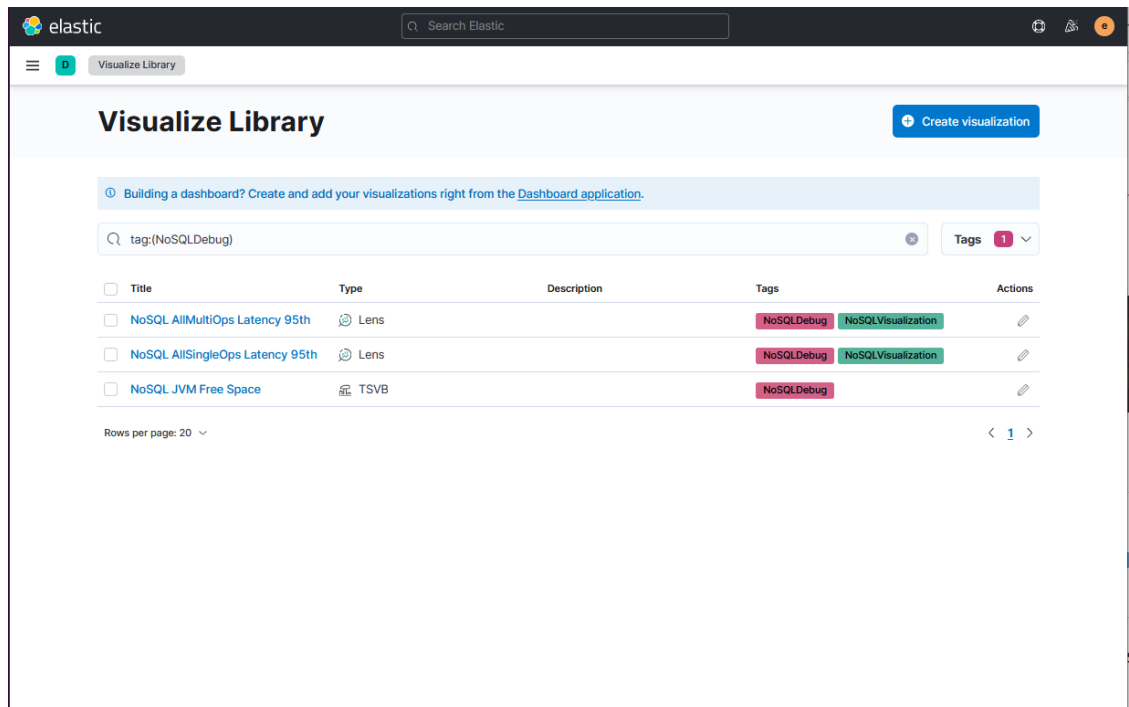 elastic
Search Elastic
e
D
Visualize Library
Visualize Library
Create visualization
Building a dashboard? Create and add your visualizations right from the Dashboard application.
tag:(NoSQLDebug)
Tags 1
Title Type Description Tags Actions
NoSQL AllMultiOps Latency 95th Lens NoSQLDebug NoSQLVisualization
NoSQL AllSingleOps Latency 95th Lens NoSQLDebug NoSQLVisualization
NoSQL JVM Free Space TSVB NoSQLDebug
Rows per page: 20
1